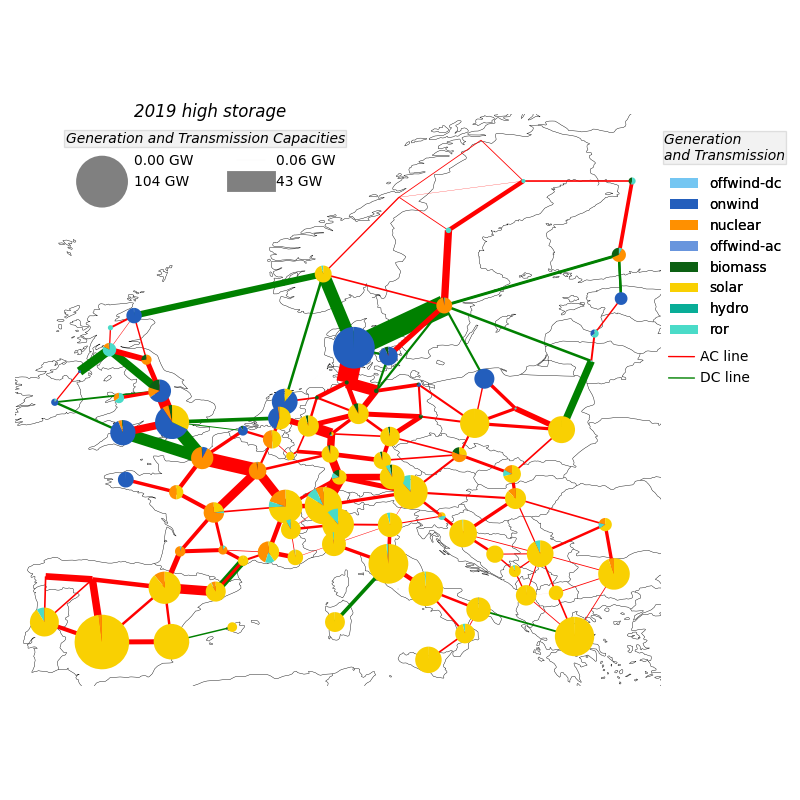 2019 high storage
Generation and Transmission Capacities
0.00 GW 0.06 GW
104 GW 43 GW
Generation
and Transmission
offwind-dc
onwind
nuclear
offwind-ac
biomass
solar
hydro
ror
AC line
DC line